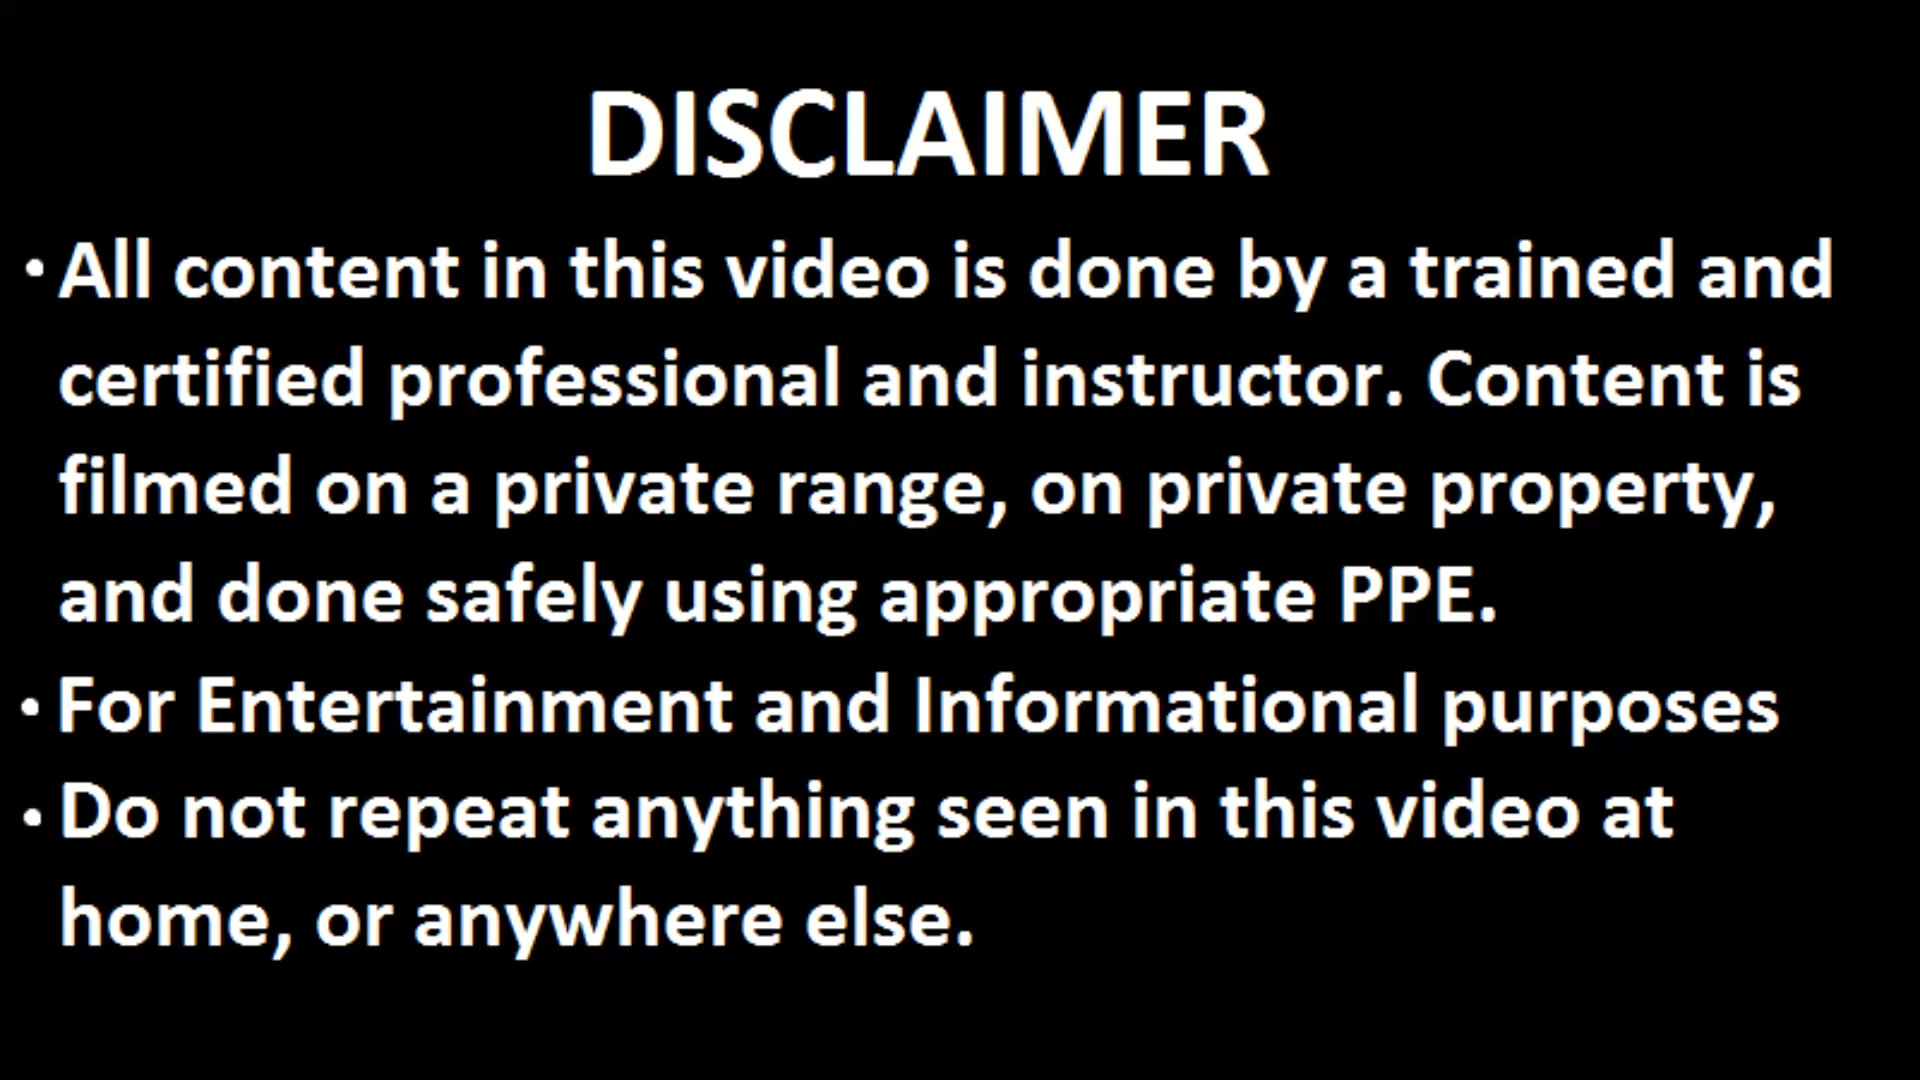 DISCLAIMER
• All content in this video is done by a trained and
certified professional and instructor. Content is
filmed on a private range, on private property,
and done safely using appropriate PPE.
• For Entertainment and Informational purposes
• Do not repeat anything seen in this video at
home, or anywhere else.